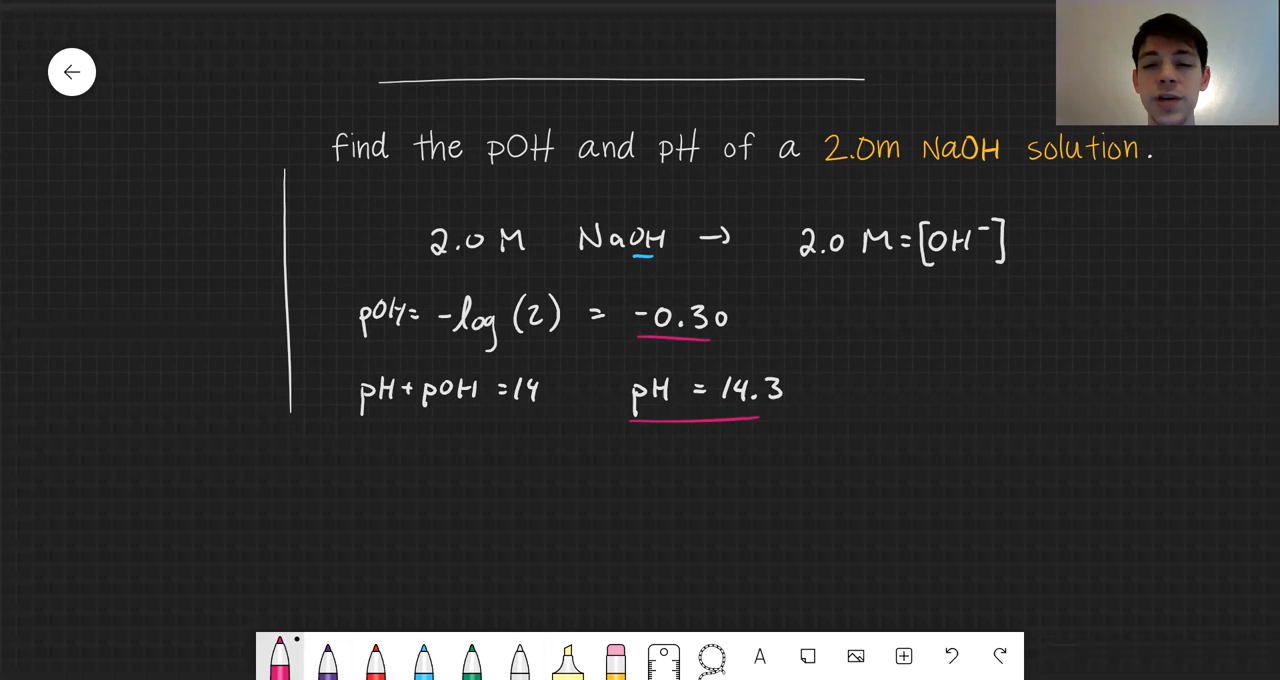 find the pOH and pH of a 2.0m NaOH solution.
2.0 M NaOH → 2.0 M = [OH⁻]
pOH = -log (2) = -0.30
pH + pOH = 14 pH = 14.3
A